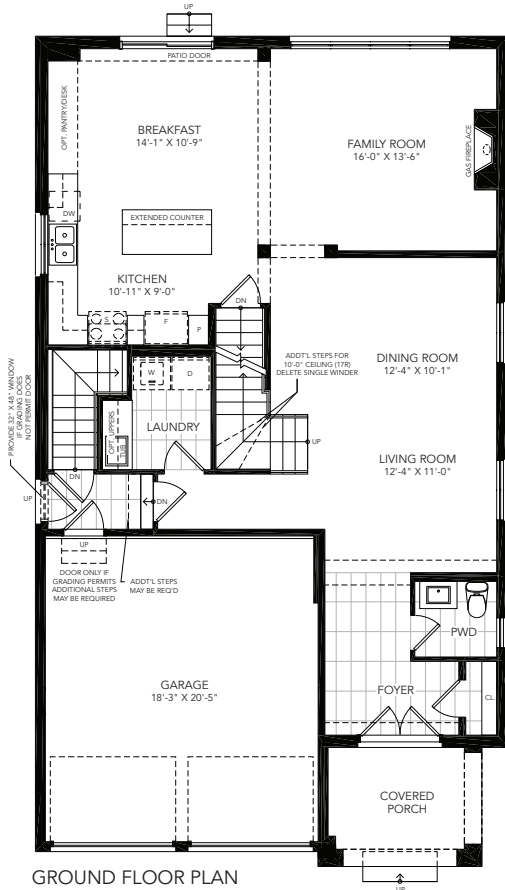 UP
PATIO DOOR
OPT. PANTRY/DESK
BREAKFAST
14'-1" X 10'-9"
FAMILY ROOM
16'-0" X 13'-6"
GAS FIREPLACE
DW
EXTENDED COUNTER
KITCHEN
10'-11" X 9'-0"
DN
S
F
P
ADD'T'L STEPS FOR
10'-0" CEILING (17R)
DELETE SINGLE WINDER
DINING ROOM
12'-4" X 10'-1"
PROVIDE 32" X 48" WINDOW
IF GRADING DOES
NOT PERMIT DOOR
W
D
OPT. UPPERS
TUB
LAUNDRY
UP
LIVING ROOM
12'-4" X 11'-0"
DN
UP
DN
UP
DOOR ONLY IF
GRADING PERMITS
ADDITIONAL STEPS
MAY BE REQUIRED
ADDT'L STEPS
MAY BE REQ'D
PWD
GARAGE
18'-3" X 20'-5"
FOYER
CL
COVERED
PORCH
GROUND FLOOR PLAN
UP